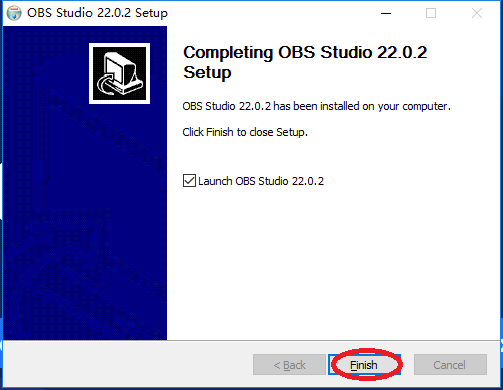 OBS Studio 22.0.2 Setup
Completing OBS Studio 22.0.2
Setup
OBS Studio 22.0.2 has been installed on your computer.
Click Finish to close Setup.
Launch OBS Studio 22.0.2
< Back
Finish
Cancel